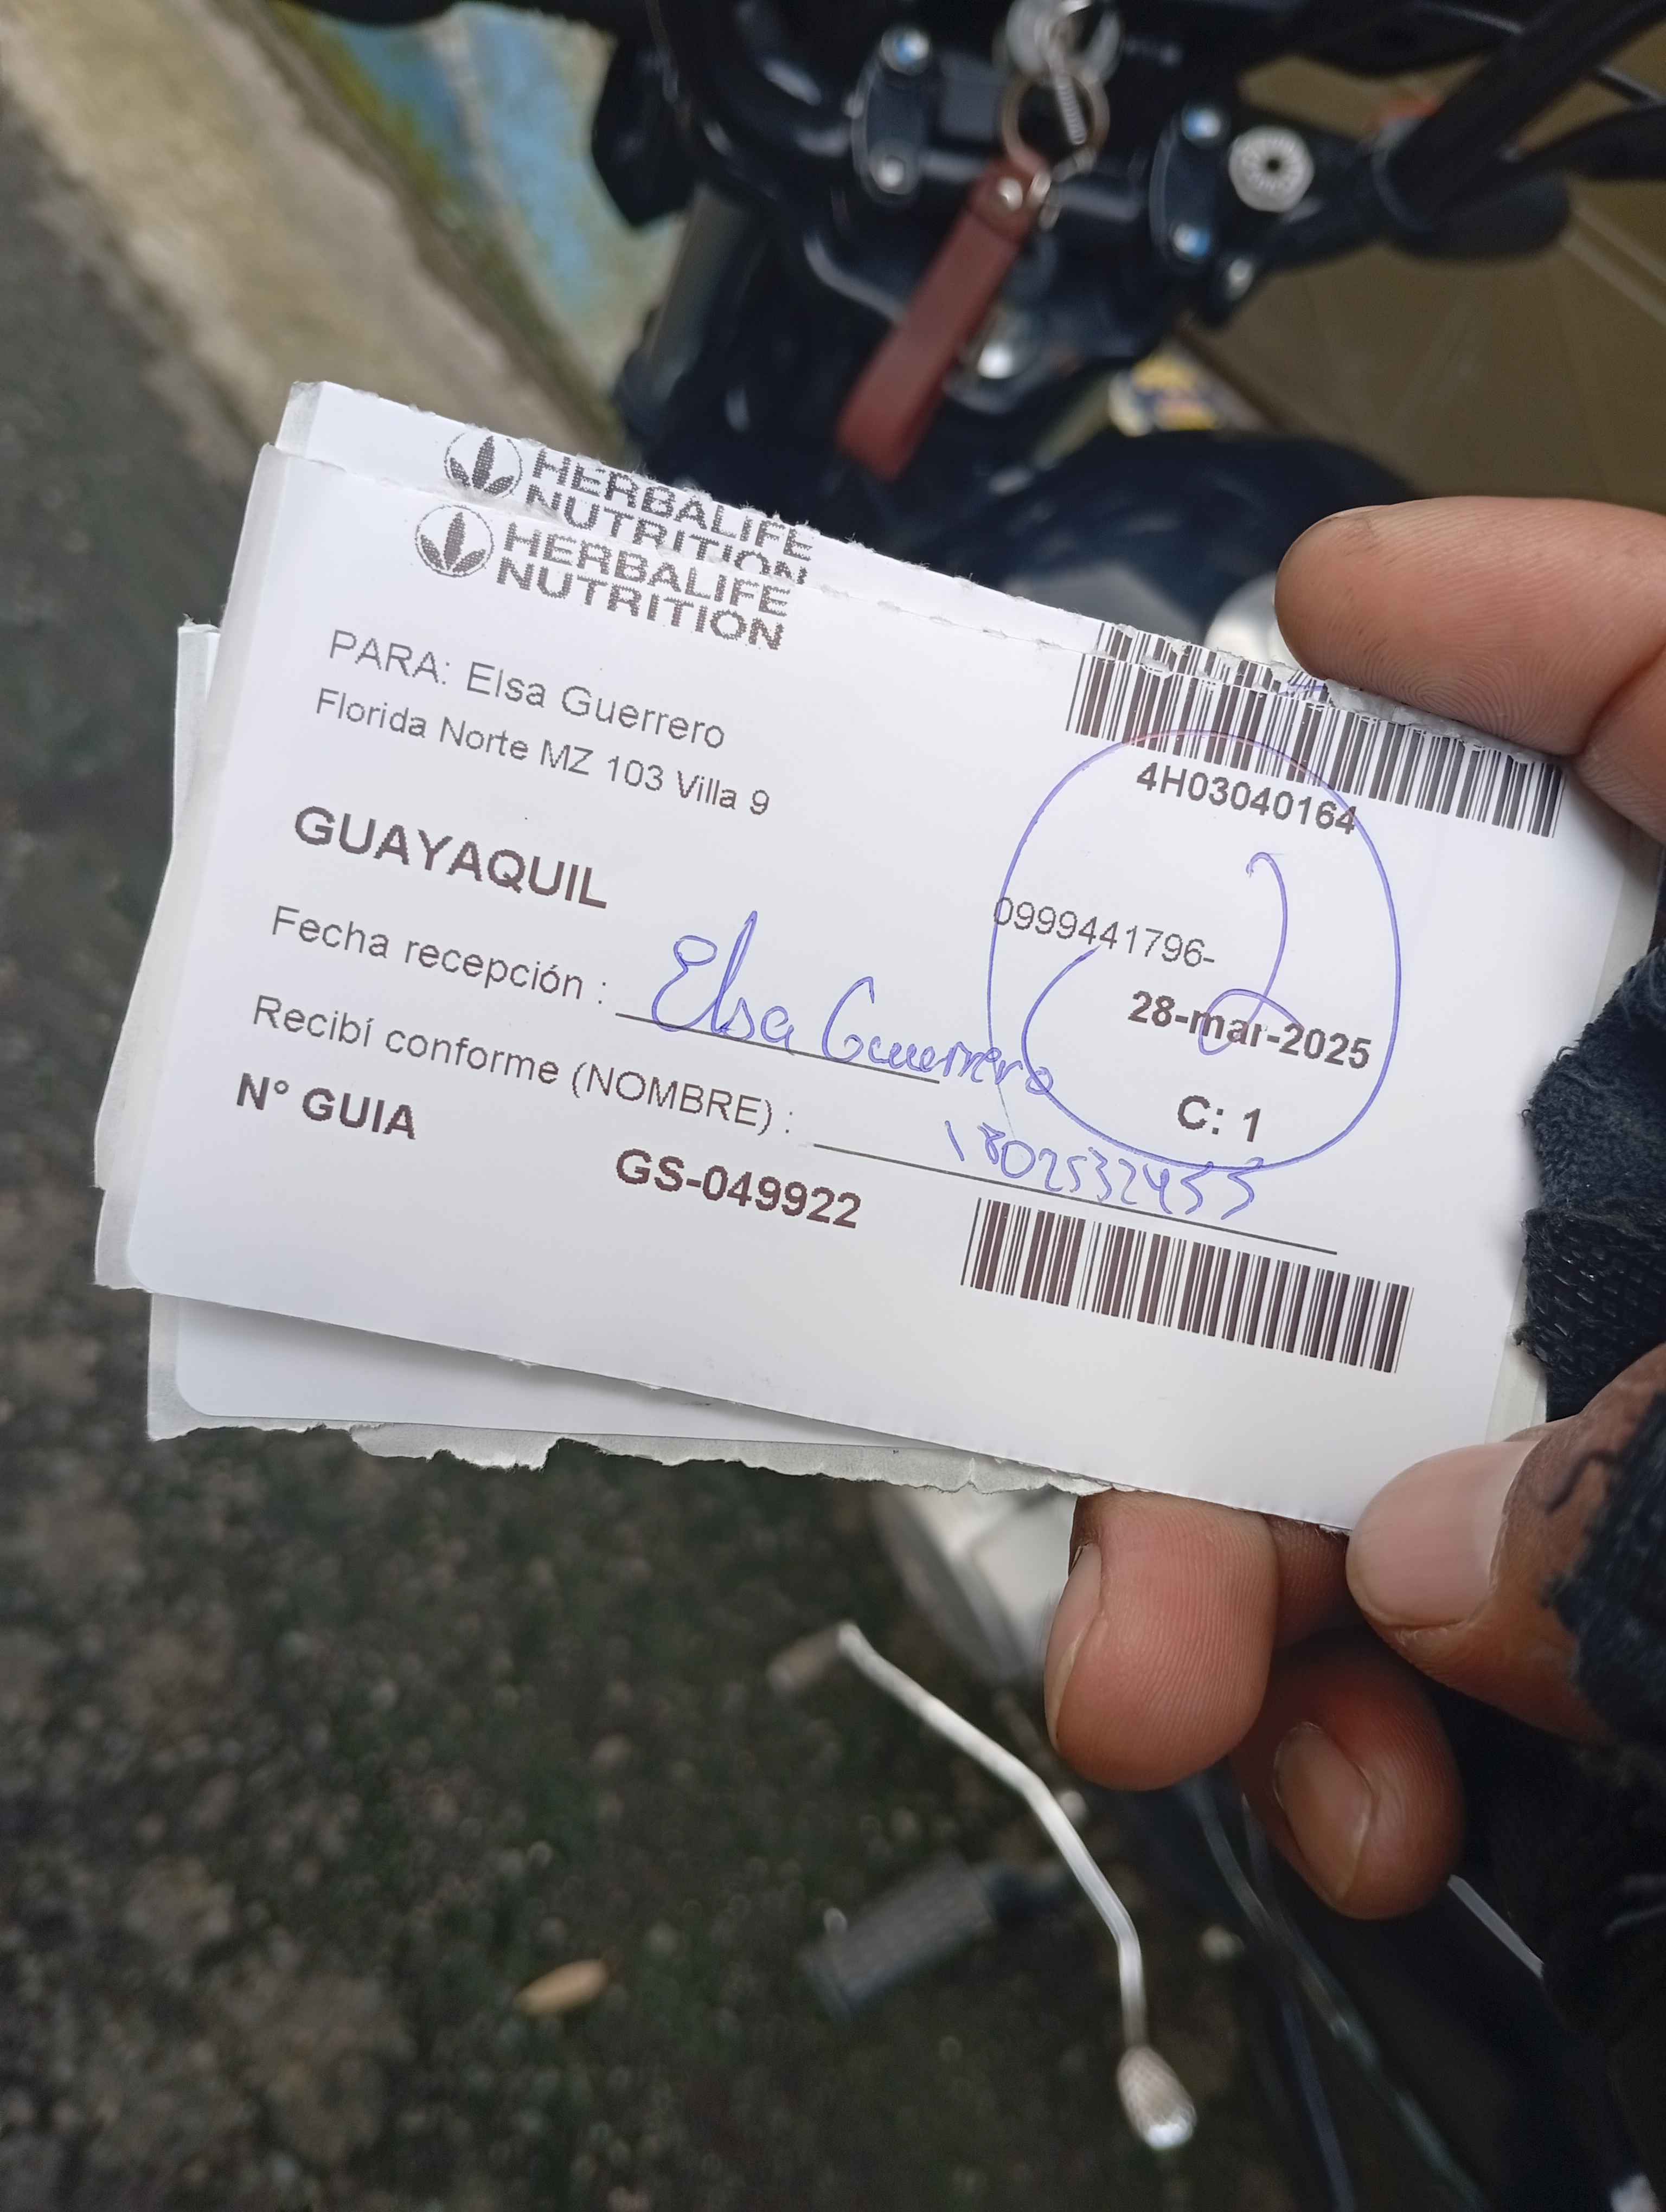 HERBALIFE
NUTRITION
HERBALIFE
NUTRITION
PARA: Elsa Guerrero
Florida Norte MZ 103 Villa 9
4H03040164
GUAYAQUIL
0999441796-
2
28-mar-2025
Fecha recepción : Elsa Guerrero
C: 1
Recibí conforme (NOMBRE) : 1802532455
N° GUIA
GS-049922